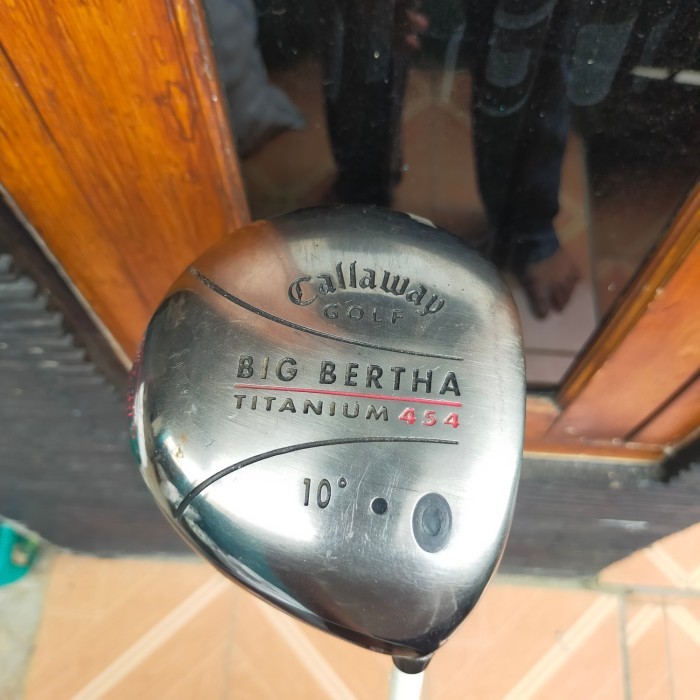 Callaway
GOLF
BIG BERTHA
TITANIUM 454
10°